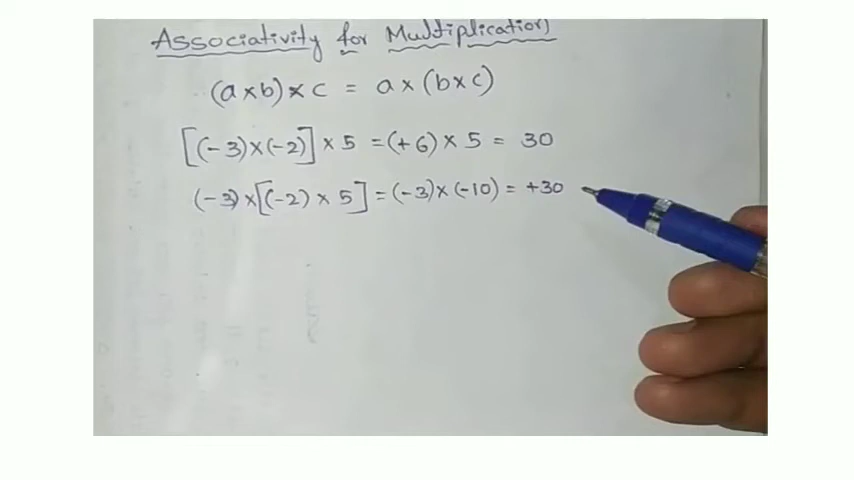 Associativity for Multiplication
(a×b)×c = a×(b×c)
[(-3)×(-2)]×5 =(+6)×5 = 30
(-3)×[(-2)×5]=(-3)×(-10)= +30